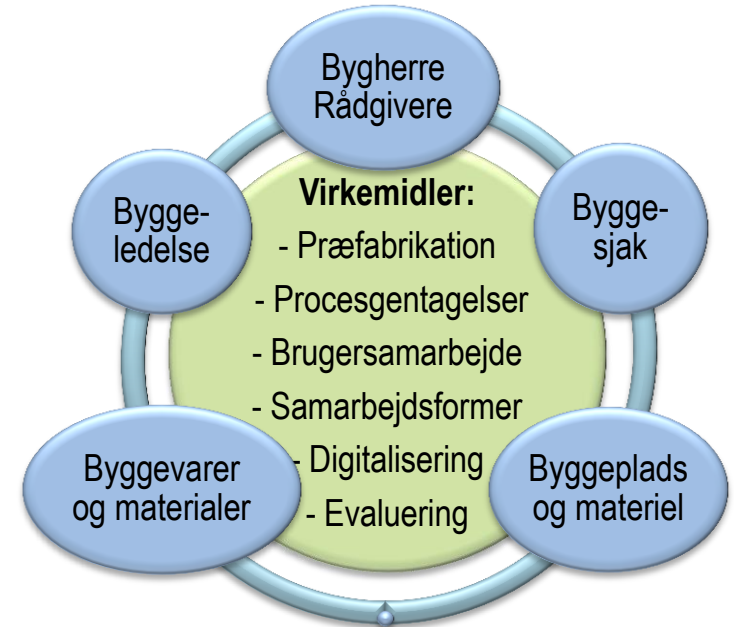 Bygherre
Rådgivere
Bygge-
ledelse
Bygge-
sjak
Virkemidler:
- Præfabrikation
- Procesgentagelser
- Brugersamarbejde
- Samarbejdsformer
- Digitalisering
- Evaluering
Byggevarer
og materialer
Byggeplads
og materiel